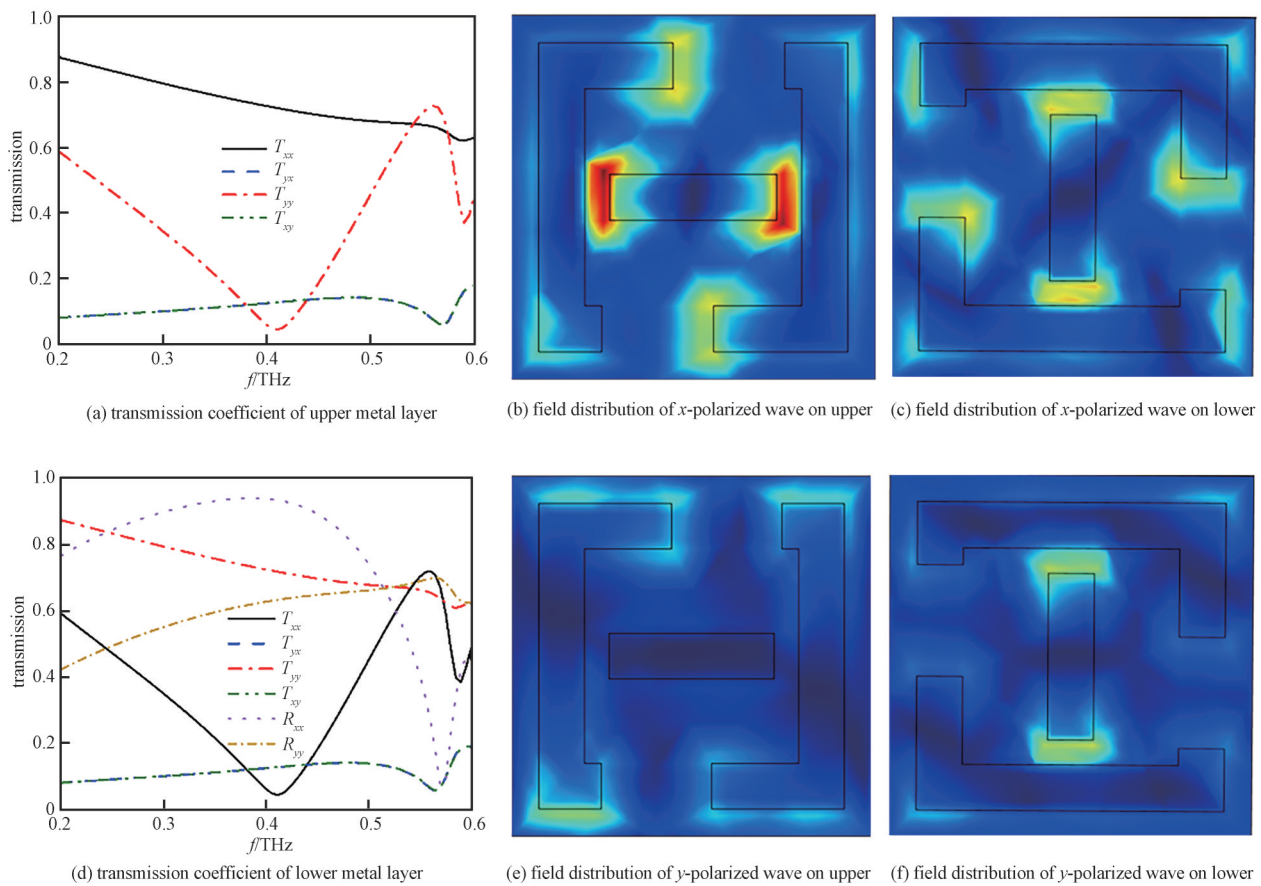 1.0
0.8
0.6
0.4
0.2
0
transmission
T_xx
T_yx
T_yy
T_xy
0.2 0.3 0.4 0.5 0.6
f/THz
(a) transmission coefficient of upper metal layer
(b) field distribution of x-polarized wave on upper
(c) field distribution of x-polarized wave on lower
1.0
0.8
0.6
0.4
0.2
0
transmission
T_xx
T_yx
T_yy
T_xy
R_xx
R_yy
0.2 0.3 0.4 0.5 0.6
f/THz
(d) transmission coefficient of lower metal layer
(e) field distribution of y-polarized wave on upper
(f) field distribution of y-polarized wave on lower